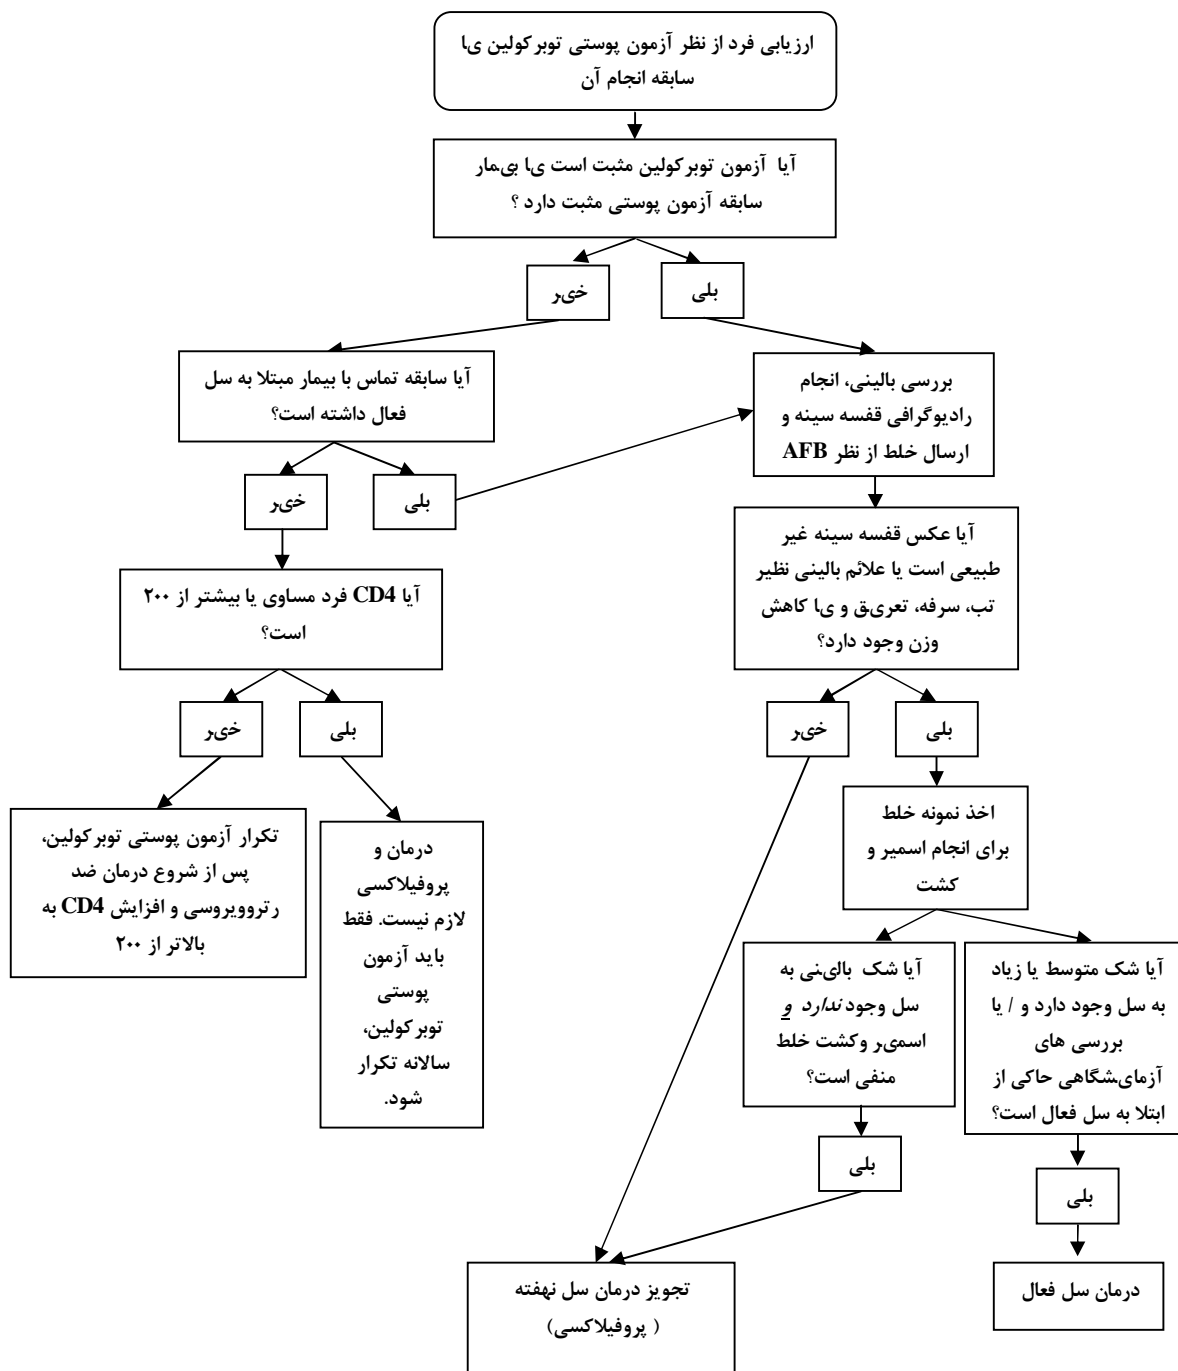 ارزیابی فرد از نظر آزمون پوستی توبرکولین یا
سابقه انجام آن
آیا آزمون توبرکولین مثبت است یا بیمار
سابقه آزمون پوستی مثبت دارد ؟
خیر
بلی
آیا سابقه تماس با بیمار مبتلا به سل
فعال داشته است؟
بررسی بالینی، انجام
رادیوگرافی قفسه سینه و
ارسال خلط از نظر AFB
خیر
بلی
آیا عکس قفسه سینه غیر
طبیعی است یا علائم بالینی نظیر
تب، سرفه، تعریق و یا کاهش
وزن وجود دارد؟
آیا CD4 فرد مساوی یا بیشتر از ۲۰۰
است؟
خیر
بلی
خیر
بلی
تکرار آزمون پوستی توبرکولین،
پس از شروع درمان ضد
رتروویروسی و افزایش CD4 به
بالاتر از ۲۰۰
درمان و
پروفیلاکسی
لازم نیست. فقط
باید آزمون
پوستی
توبرکولین،
سالانه تکرار
شود.
اخذ نمونه خلط
برای انجام اسمیر و
کشت
آیا شک بالینی به
سل وجود ندارد و
اسمیر وکشت خلط
منفی است؟
آیا شک متوسط یا زیاد
به سل وجود دارد و / یا
بررسی های
آزمایشگاهی حاکی از
ابتلا به سل فعال است؟
بلی
بلی
تجویز درمان سل نهفته
( پروفیلاکسی)
درمان سل فعال